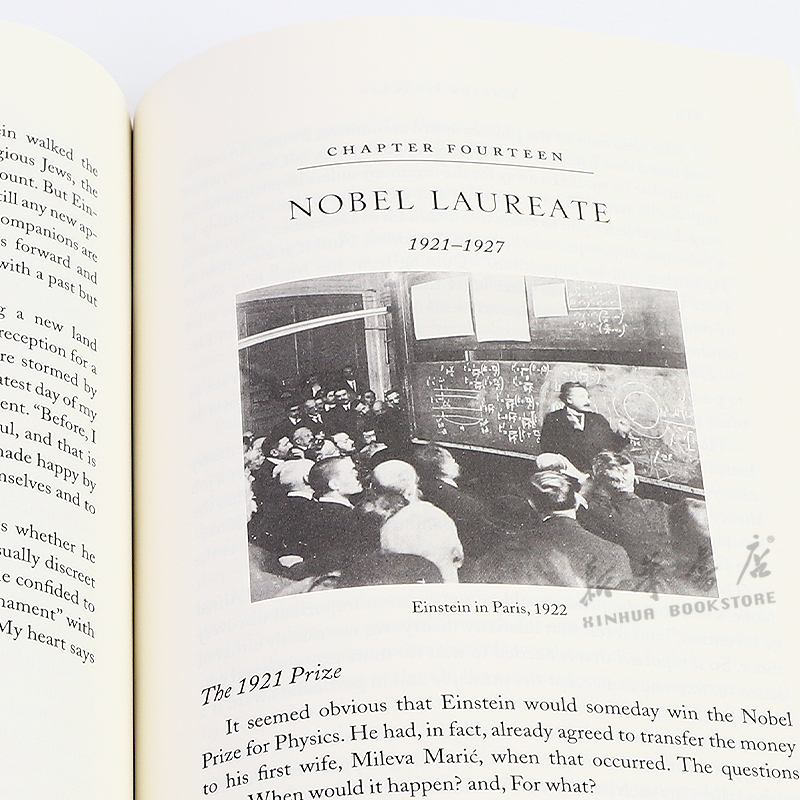 ein walked the
gious Jews, the
ount. But Ein-
till any new ap-
ompanions are
s forward and
with a past but
g a new land
reception for a
re stormed by
atest day of my
ent. “Before, I
ul, and that is
nade happy by
nselves and to
s whether he
sually discreet
e confided to
nament” with
My heart says
CHAPTER FOURTEEN
NOBEL LAUREATE
1921–1927
Einstein in Paris, 1922
新华书店
XINHUA BOOKSTORE
The 1921 Prize
It seemed obvious that Einstein would someday win the Nobel
Prize for Physics. He had, in fact, already agreed to transfer the money
to his first wife, Mileva Marić, when that occurred. The questions
When would it happen? and, For what?